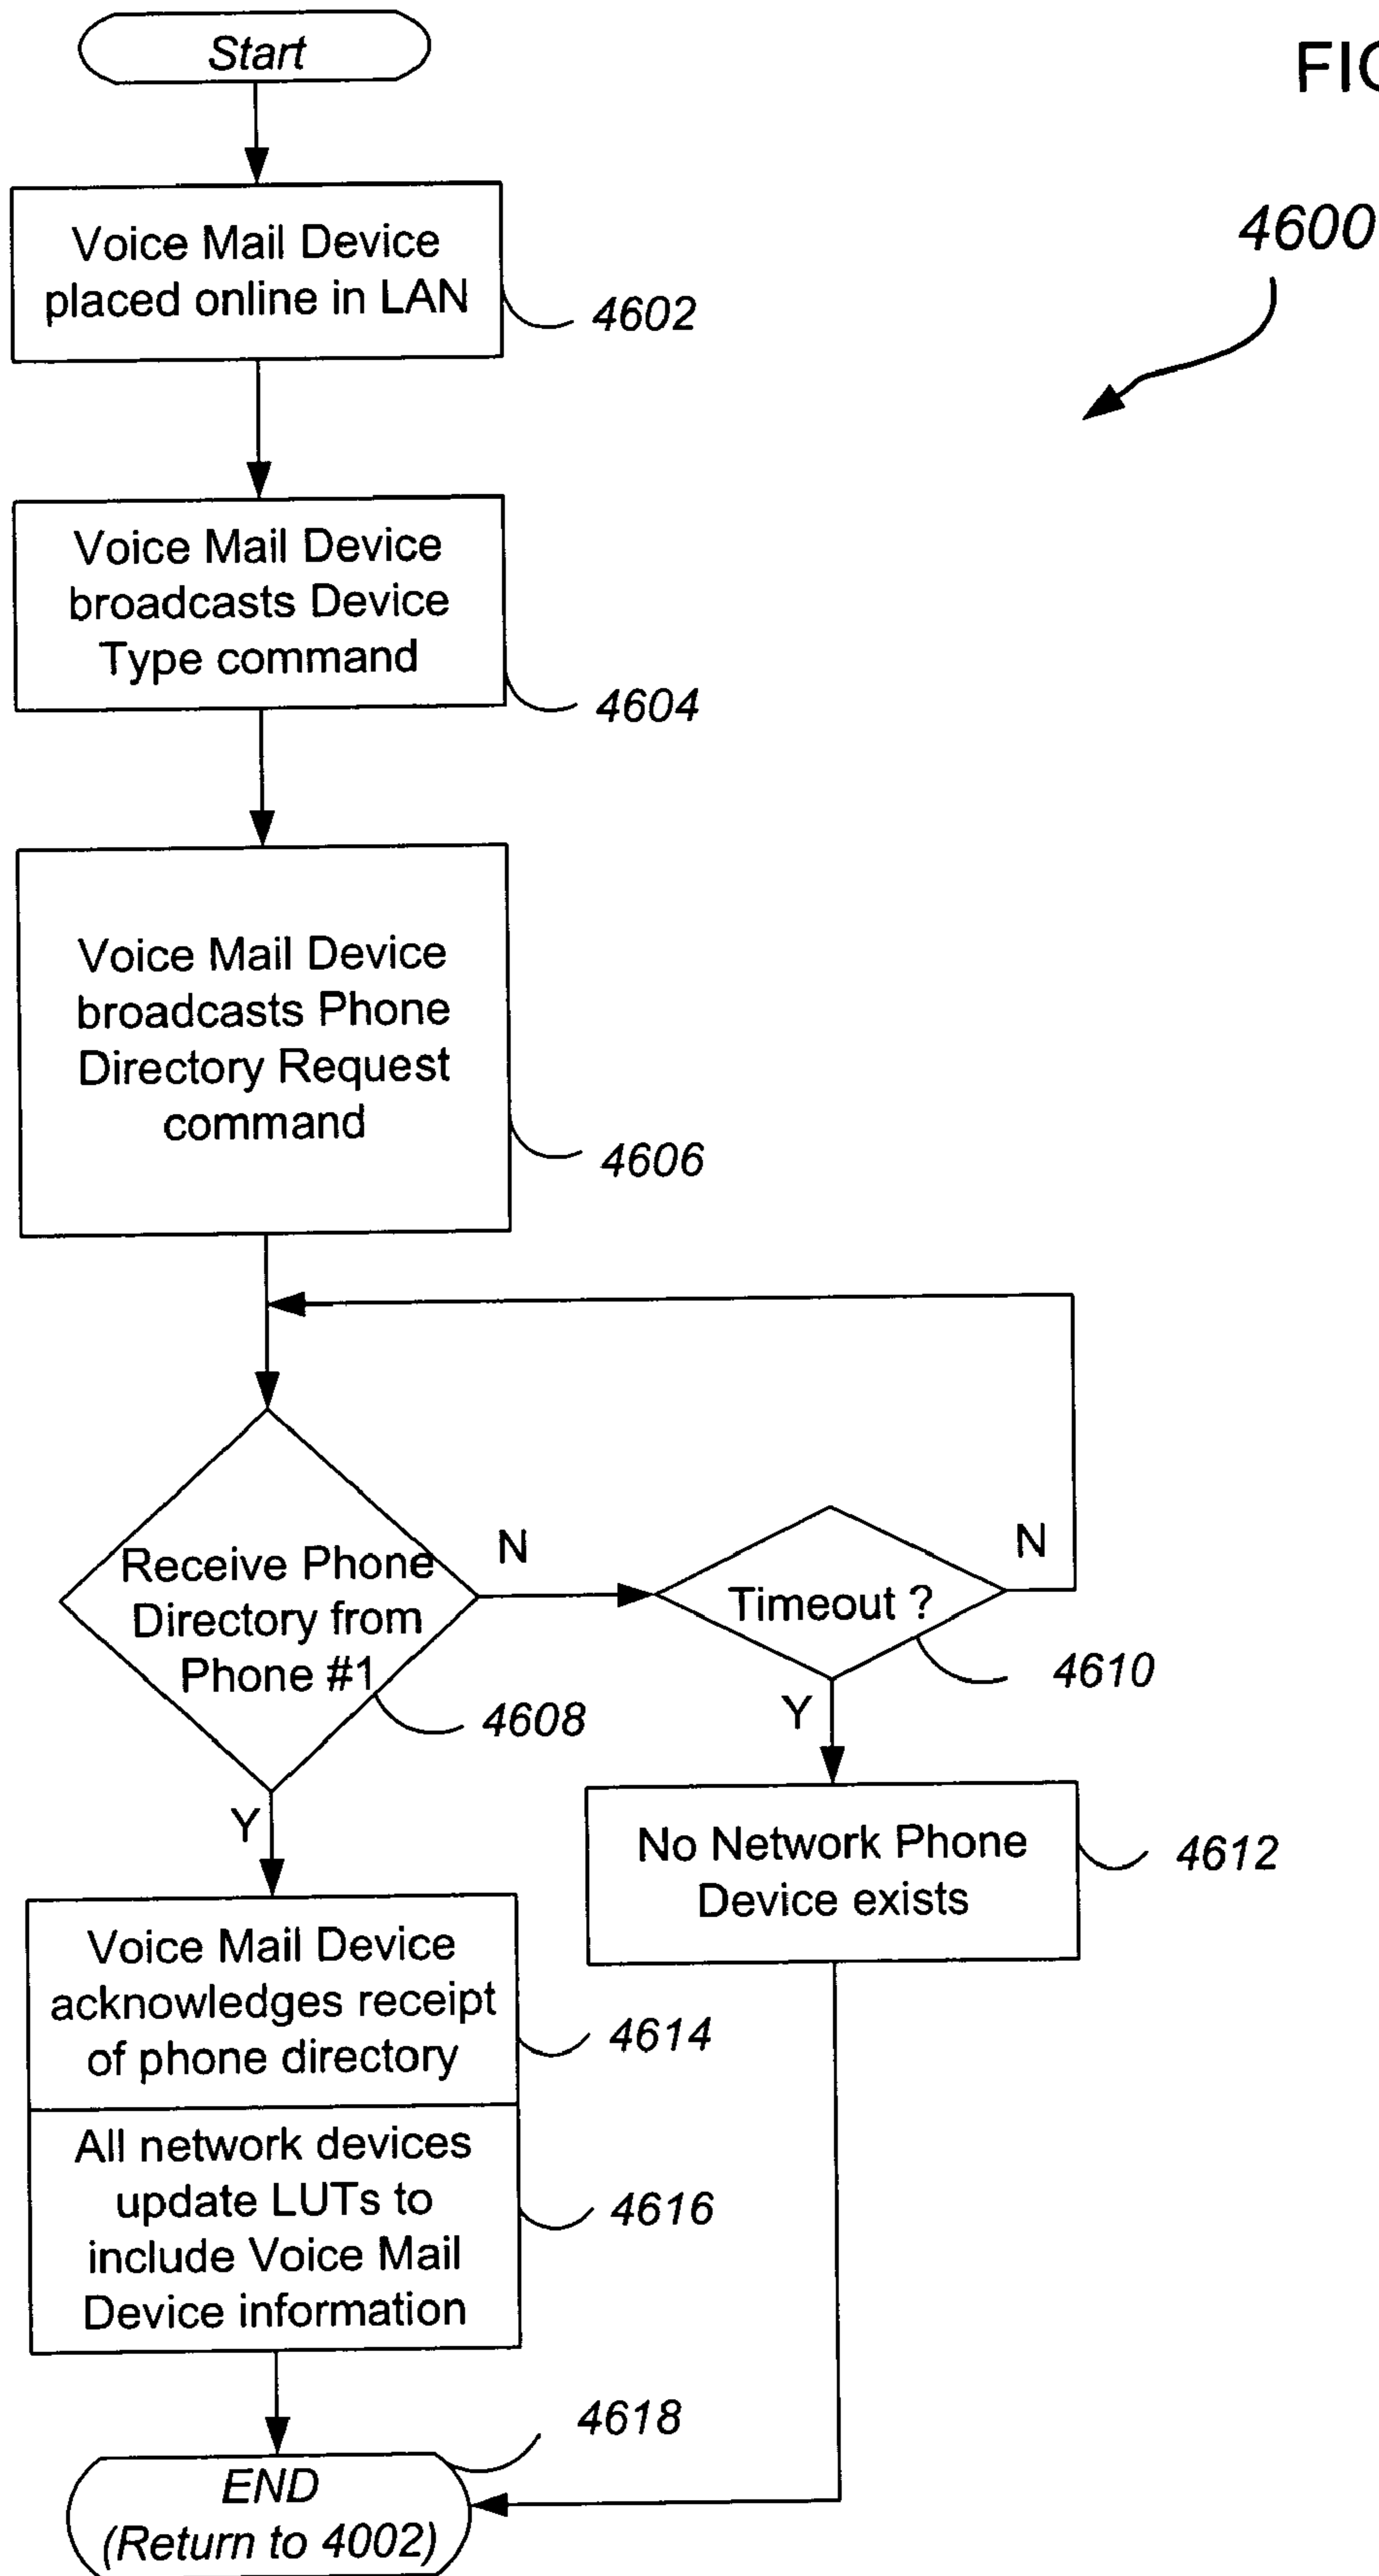 Start
FIG
4600
Voice Mail Device
placed online in LAN
4602
Voice Mail Device
broadcasts Device
Type command
4604
Voice Mail Device
broadcasts Phone
Directory Request
command
4606
Receive Phone
Directory from
Phone #1
4608
N
Timeout ?
N
4610
Y
Y
No Network Phone
Device exists
4612
Voice Mail Device
acknowledges receipt
of phone directory
4614
All network devices
update LUTs to
include Voice Mail
Device information
4616
4618
END
(Return to 4002)